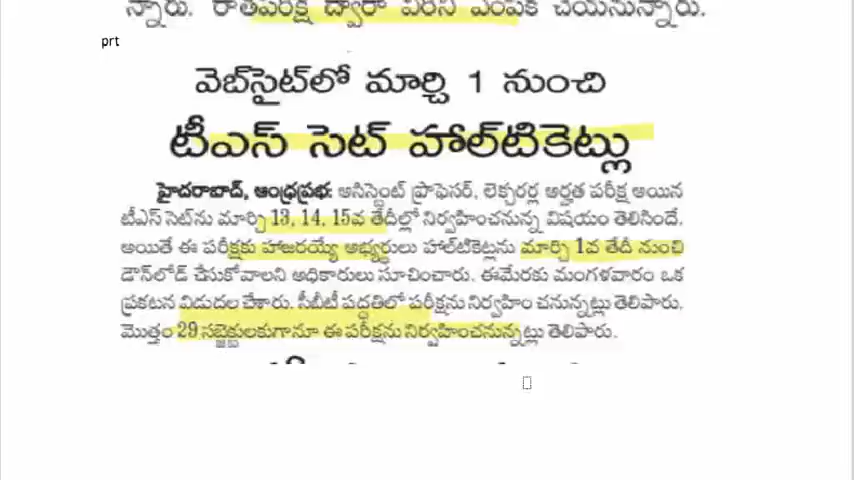 న్నారు. రాతపరీక్ష ద్వారా వీరిని ఎంపిక చేయనున్నారు.
prt
వెబ్‌సైట్‌లో మార్చి 1 నుంచి
టీఎస్ సెట్ హాల్‌టికెట్లు
హైదరాబాద్, ఆంధ్రప్రభ: అసిస్టెంట్ ప్రొఫెసర్, లెక్చరర్ల అర్హత పరీక్ష అయిన
టీఎస్ సెట్‌ను మార్చి 13, 14, 15వ తేదీల్లో నిర్వహించనున్న విషయం తెలిసిందే.
అయితే ఈ పరీక్షకు హాజరయ్యే అభ్యర్థులు హాల్‌టికెట్లను మార్చి 1వ తేదీ నుంచి
డౌన్‌లోడ్ చేసుకోవాలని అధికారులు సూచించారు. ఈమేరకు మంగళవారం ఒక
ప్రకటన విడుదల చేశారు. సీబీటీ పద్ధతిలో పరీక్షను నిర్వహిం చనున్నట్లు తెలిపారు.
మొత్తం 29 సబ్జెక్టులకుగానూ ఈ పరీక్షను నిర్వహించనున్నట్లు తెలిపారు.